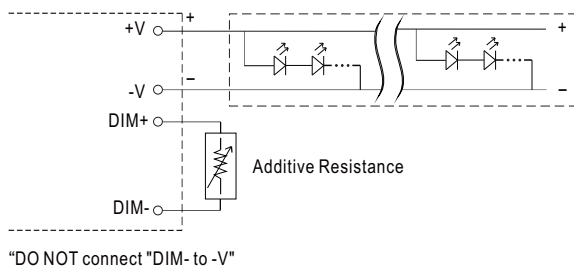 +V + +
-V − −
DIM+
Additive Resistance
DIM-
“DO NOT connect "DIM- to -V"